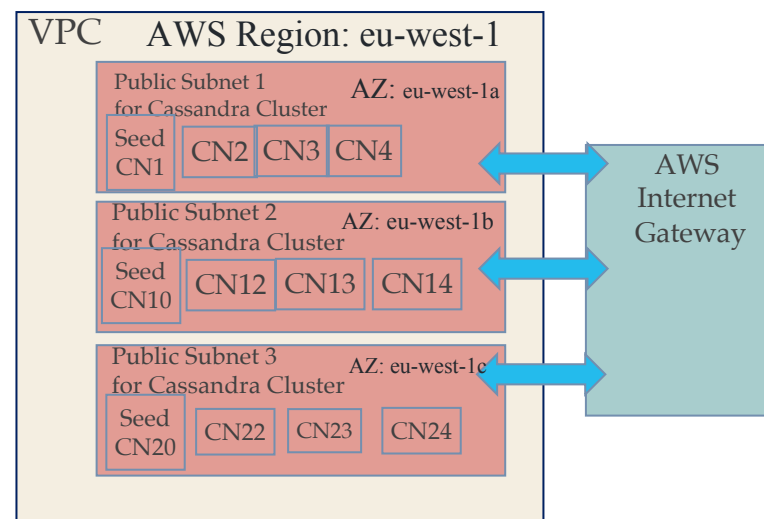 VPC AWS Region: eu-west-1
Public Subnet 1
for Cassandra Cluster
AZ: eu-west-1a
Seed
CN1
CN2
CN3
CN4
Public Subnet 2
for Cassandra Cluster
AZ: eu-west-1b
Seed
CN10
CN12
CN13
CN14
Public Subnet 3
for Cassandra Cluster
AZ: eu-west-1c
Seed
CN20
CN22
CN23
CN24
AWS
Internet
Gateway